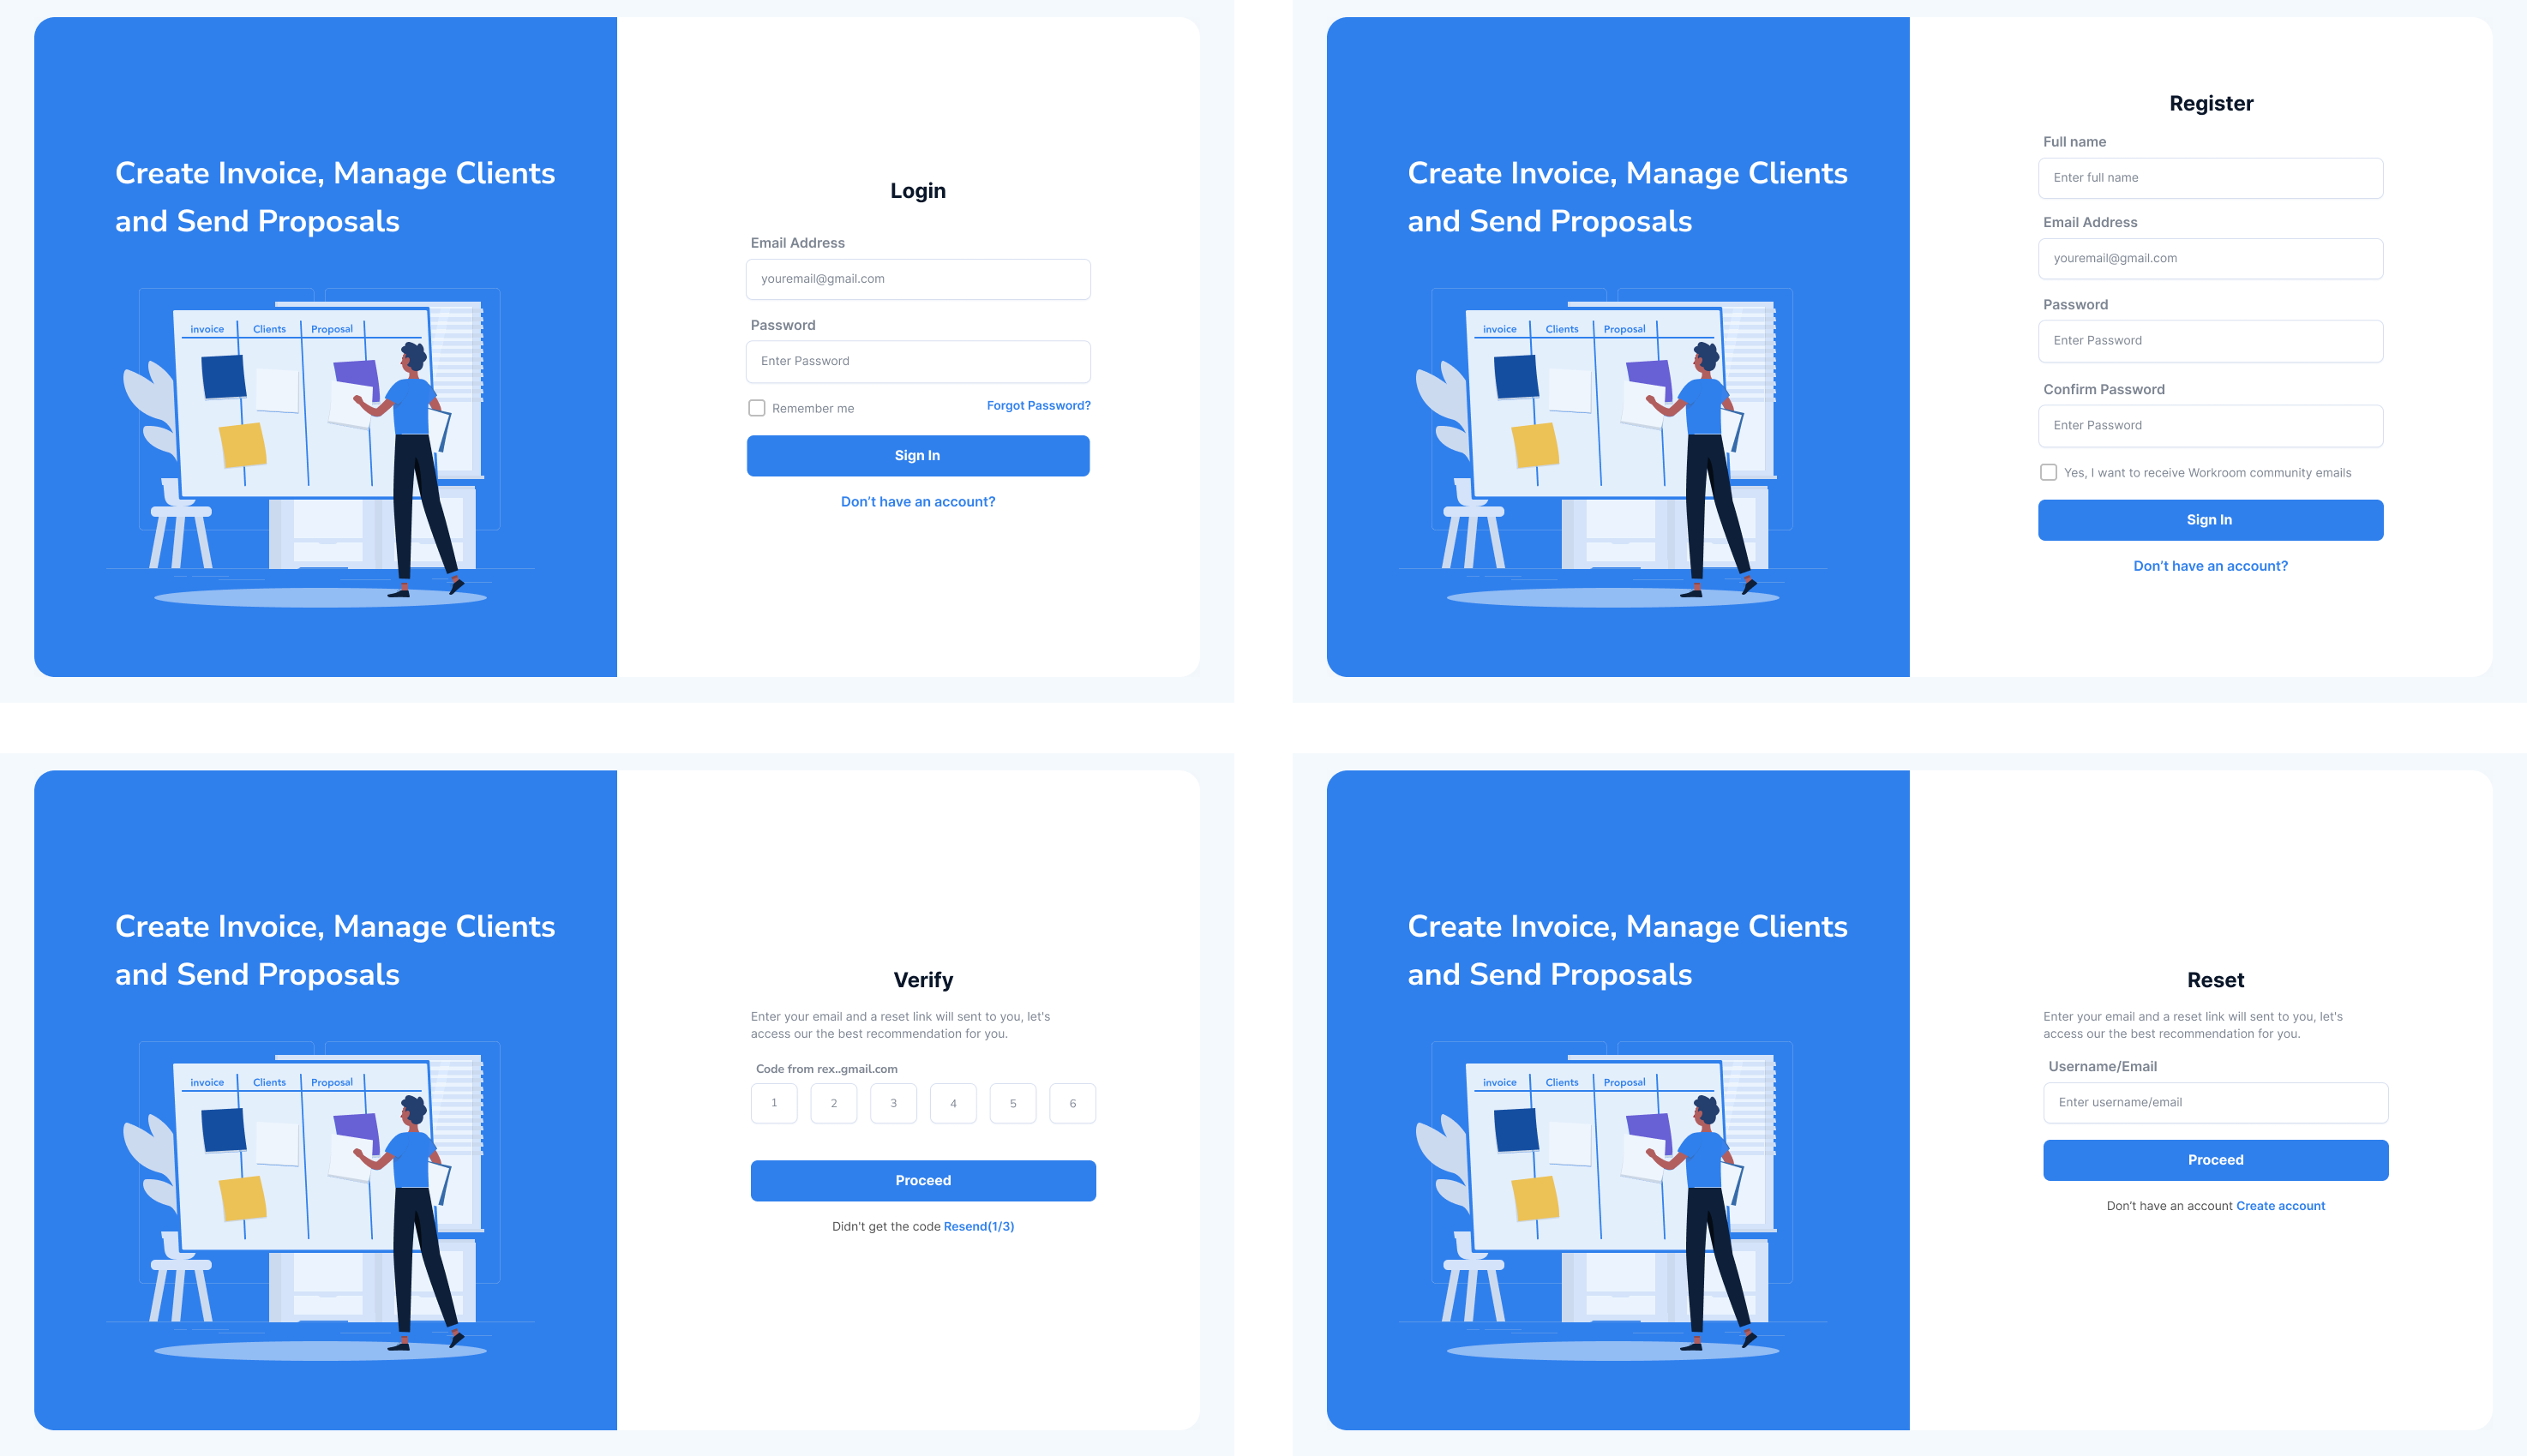 Create Invoice, Manage Clients
and Send Proposals
invoice Clients Proposal
Login
Email Address
youremail@gmail.com
Password
Enter Password
Remember me Forgot Password?
Sign In
Don't have an account?
Create Invoice, Manage Clients
and Send Proposals
invoice Clients Proposal
Register
Full name
Enter full name
Email Address
youremail@gmail.com
Password
Enter Password
Confirm Password
Enter Password
Yes, I want to receive Workroom community emails
Sign In
Don't have an account?
Create Invoice, Manage Clients
and Send Proposals
invoice Clients Proposal
Verify
Enter your email and a reset link will sent to you, let's
access our the best recommendation for you.
Code from rex..gmail.com
1 2 3 4 5 6
Proceed
Didn't get the code Resend(1/3)
Create Invoice, Manage Clients
and Send Proposals
invoice Clients Proposal
Reset
Enter your email and a reset link will sent to you, let's
access our the best recommendation for you.
Username/Email
Enter username/email
Proceed
Don't have an account Create account